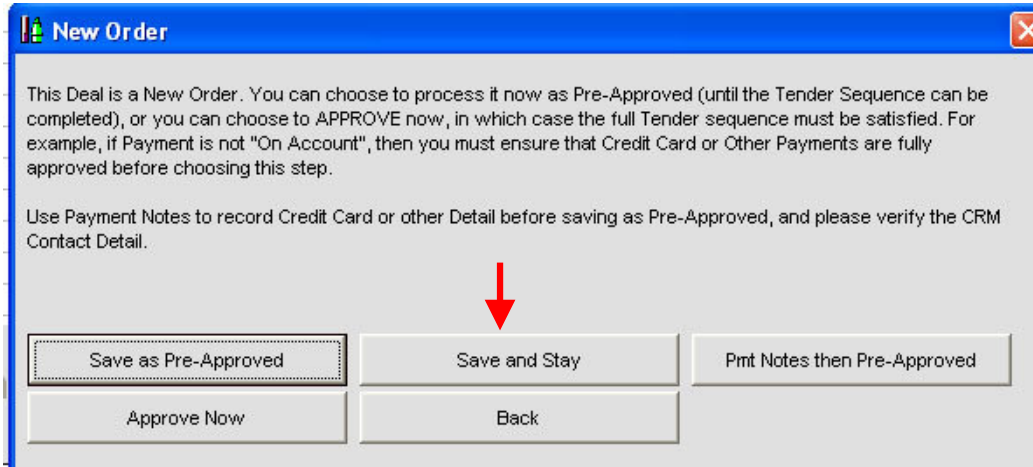 New Order
This Deal is a New Order. You can choose to process it now as Pre-Approved (until the Tender Sequence can be
completed), or you can choose to APPROVE now, in which case the full Tender sequence must be satisfied. For
example, if Payment is not "On Account", then you must ensure that Credit Card or Other Payments are fully
approved before choosing this step.
Use Payment Notes to record Credit Card or other Detail before saving as Pre-Approved, and please verify the CRM
Contact Detail.
Save as Pre-Approved
Save and Stay
Pmt Notes then Pre-Approved
Approve Now
Back